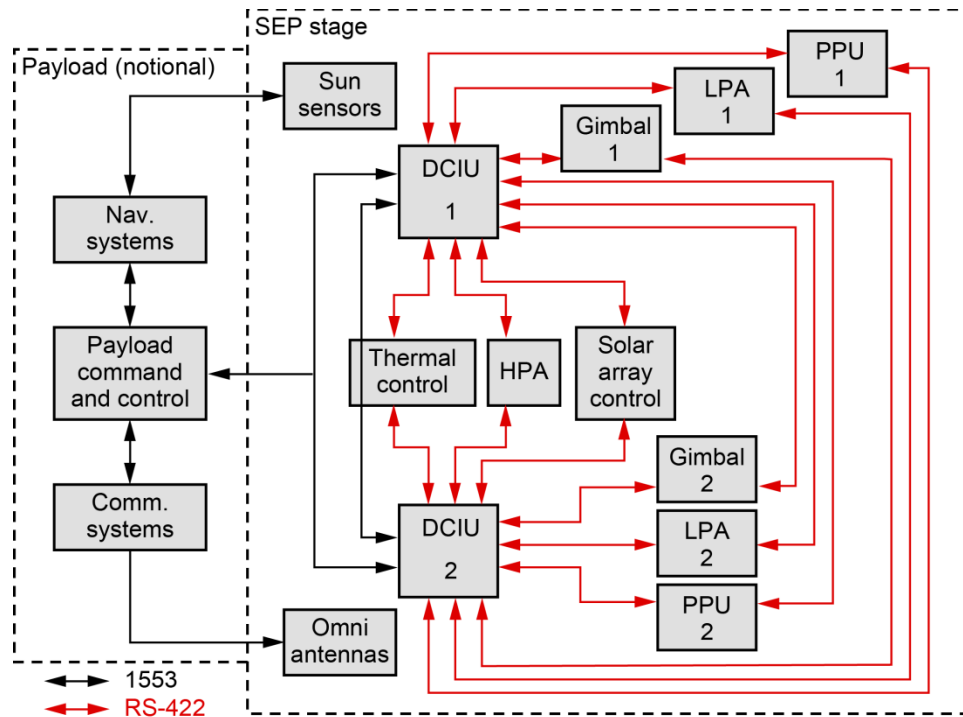 SEP stage
Payload (notional)
Sun
sensors
PPU
1
LPA
1
Gimbal
1
DCIU
1
Nav.
systems
Payload
command
and control
Thermal
control
HPA
Solar
array
control
Comm.
systems
Gimbal
2
DCIU
2
LPA
2
PPU
2
Omni
antennas
1553
RS-422